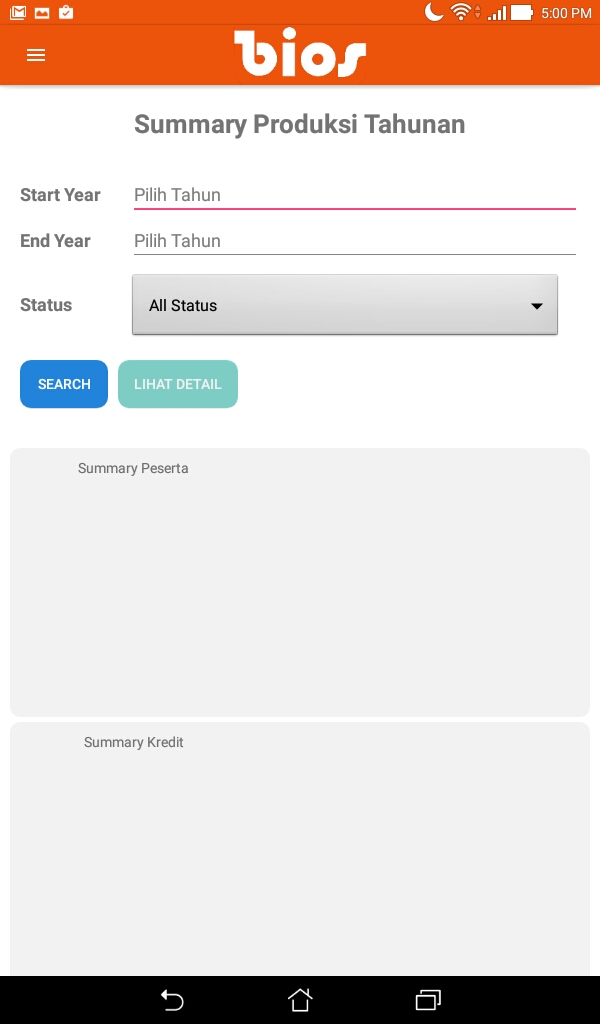 5:00 PM
bios
Summary Produksi Tahunan
Start Year Pilih Tahun
End Year Pilih Tahun
Status All Status
SEARCH LIHAT DETAIL
Summary Peserta
Summary Kredit